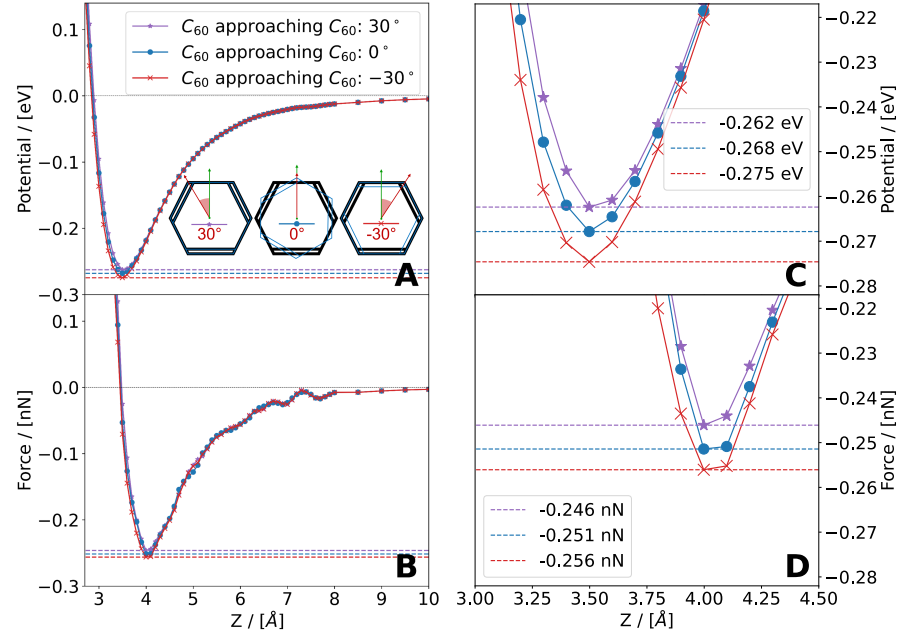 0.1
0.0
−0.1
−0.2
−0.3
Potential / [eV]
C60 approaching C60: 30°
C60 approaching C60: 0°
C60 approaching C60: −30°
30°
0°
-30°
A
0.1
0.0
−0.1
−0.2
−0.3
Force / [nN]
B
3 4 5 6 7 8 9 10
Z / [Å]
−0.22
−0.23
−0.24
−0.25
−0.26
−0.27
−0.28
Potential / [eV]
-0.262 eV
-0.268 eV
-0.275 eV
C
−0.22
−0.23
−0.24
−0.25
−0.26
−0.27
−0.28
Force / [nN]
-0.246 nN
-0.251 nN
-0.256 nN
D
3.00 3.25 3.50 3.75 4.00 4.25 4.50
Z / [Å]